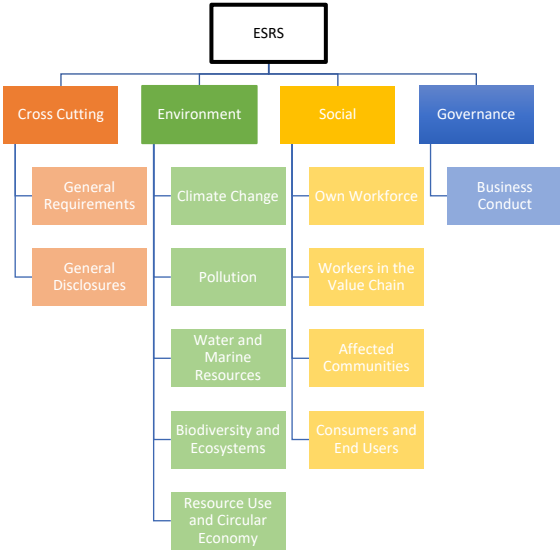 ESRS
Cross Cutting
Environment
Social
Governance
General
Requirements
General
Disclosures
Climate Change
Pollution
Water and
Marine
Resources
Biodiversity and
Ecosystems
Resource Use
and Circular
Economy
Own Workforce
Workers in the
Value Chain
Affected
Communities
Consumers and
End Users
Business
Conduct